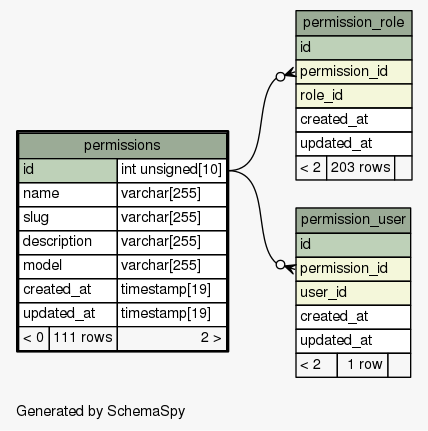 permission_role
id
permission_id
role_id
created_at
updated_at
< 2 203 rows
permissions
id int unsigned[10]
name varchar[255]
slug varchar[255]
description varchar[255]
model varchar[255]
created_at timestamp[19]
updated_at timestamp[19]
< 0 111 rows 2 >
permission_user
id
permission_id
user_id
created_at
updated_at
< 2 1 row
Generated by SchemaSpy